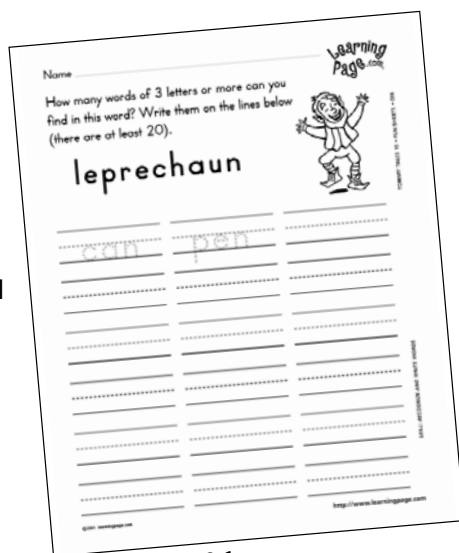 Learning
Page.com
Name
How many words of 3 letters or more can you
find in this word? Write them on the lines below
(there are at least 20).
leprechaun
can pen
http://www.learningpage.com